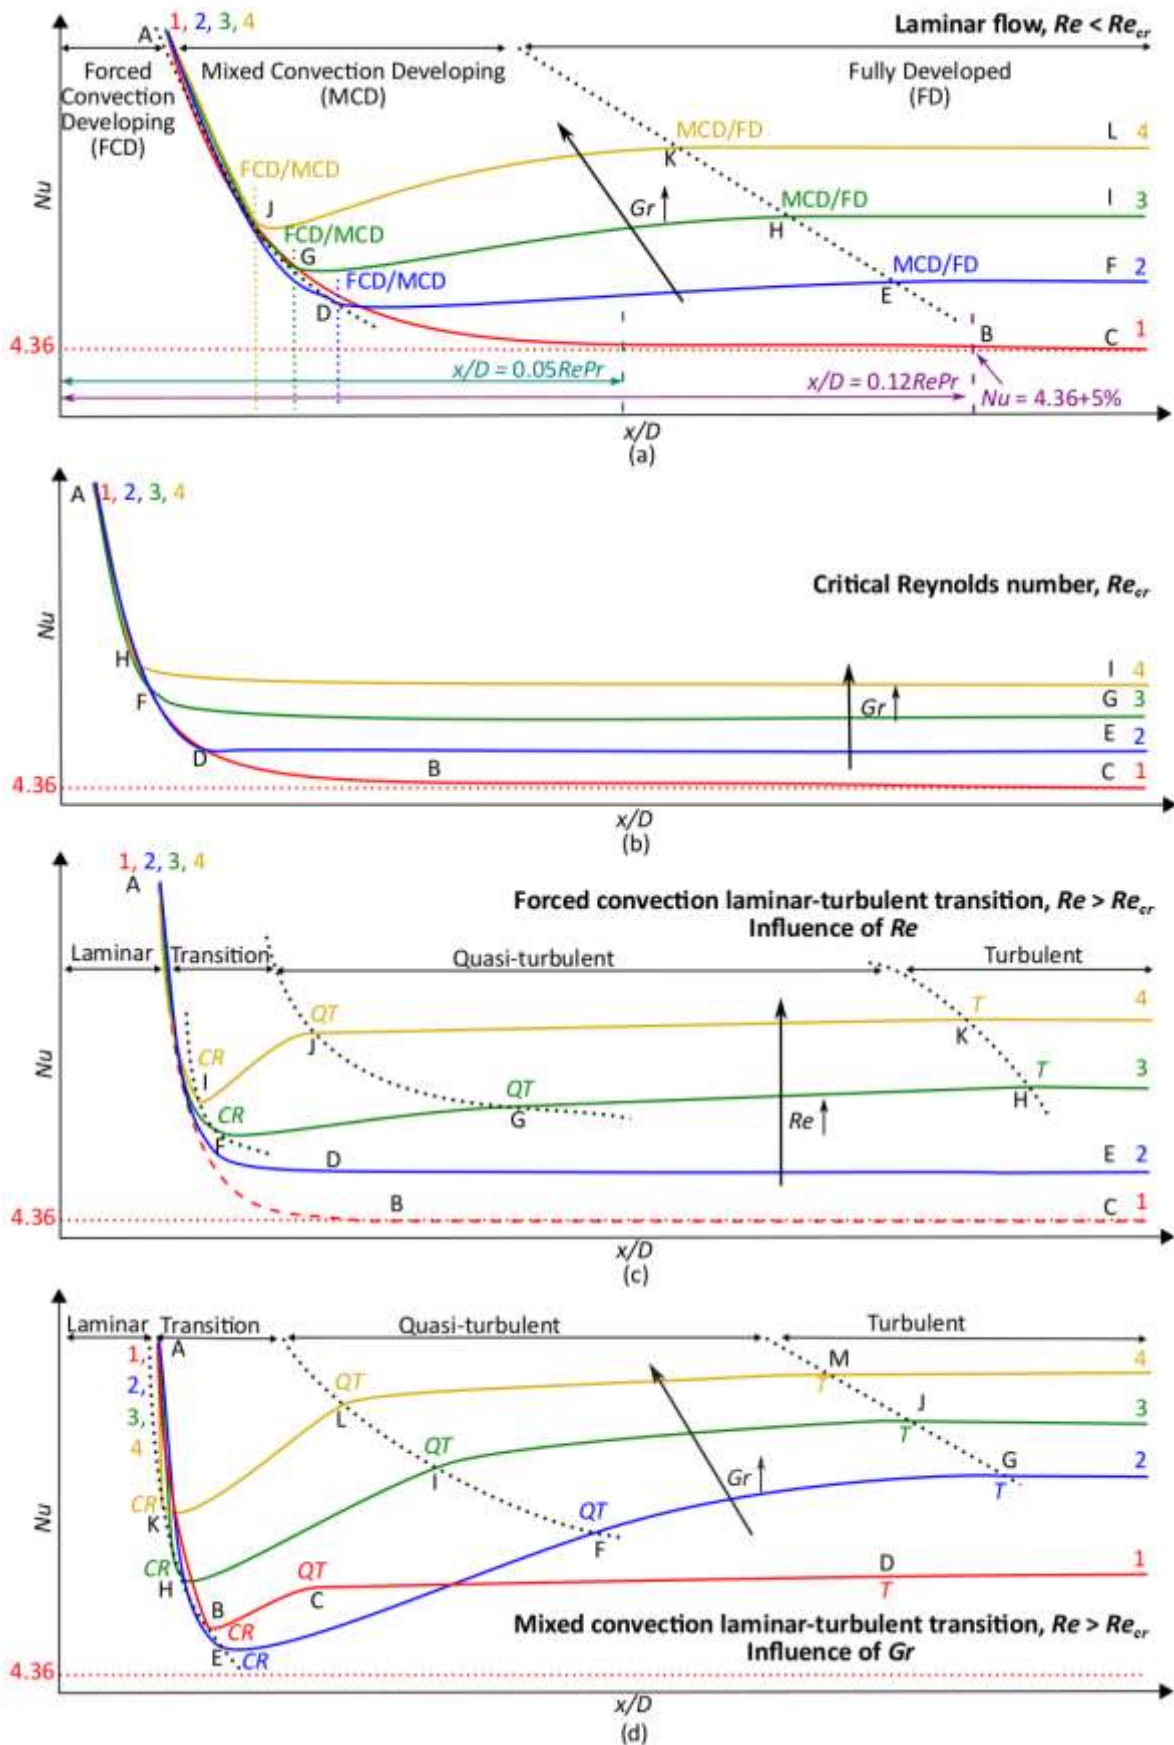 1, 2, 3, 4
A
Laminar flow, Re < Re_cr
Forced
Convection
Developing
(FCD)
Mixed Convection Developing
(MCD)
Fully Developed
(FD)
Nu
FCD/MCD
J
FCD/MCD
G
FCD/MCD
D
Gr
MCD/FD
K
L 4
MCD/FD
H
I 3
MCD/FD
E
F 2
B
C 1
4.36
x/D = 0.05RePr
x/D = 0.12RePr
Nu = 4.36+5%
x/D
(a)
A
1, 2, 3, 4
Critical Reynolds number, Re_cr
Nu
H
F
D
B
Gr
I 4
G 3
E 2
C 1
4.36
x/D
(b)
1, 2, 3, 4
A
Forced convection laminar-turbulent transition, Re > Re_cr
Influence of Re
Laminar
Transition
Quasi-turbulent
Turbulent
Nu
CR
I
QT
J
T
K
4
CR
F
QT
G
Re
T
H
3
D
E 2
B
C 1
4.36
x/D
(c)
Laminar
Transition
Quasi-turbulent
Turbulent
A
1,
2,
3,
4
Nu
CR
K
QT
L
M
T
4
CR
H
QT
I
J
T
3
Gr
QT
F
G
T
2
B
CR
QT
C
D
T
1
E
CR
Mixed convection laminar-turbulent transition, Re > Re_cr
Influence of Gr
4.36
x/D
(d)